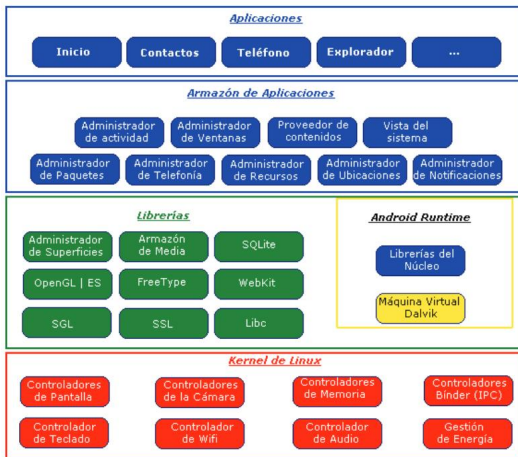 Aplicaciones
Inicio
Contactos
Teléfono
Explorador
...
Armazón de Aplicaciones
Administrador
de actividad
Administrador
de Ventanas
Proveedor de
contenidos
Vista del
sistema
Administrador
de Paquetes
Administrador
de Telefonía
Administrador
de Recursos
Administrador
de Ubicaciones
Administrador
de Notificaciones
Librerías
Administrador
de Superficies
Armazón
de Media
SQLite
OpenGL | ES
FreeType
WebKit
SGL
SSL
Libc
Android Runtime
Librerías del
Núcleo
Máquina Virtual
Dalvik
Kernel de Linux
Controladores
de Pantalla
Controladores
de la Cámara
Controladores
de Memoria
Controladores
Bínder (IPC)
Controlador
de Teclado
Controlador
de Wifi
Controlador
de Audio
Gestión
de Energía